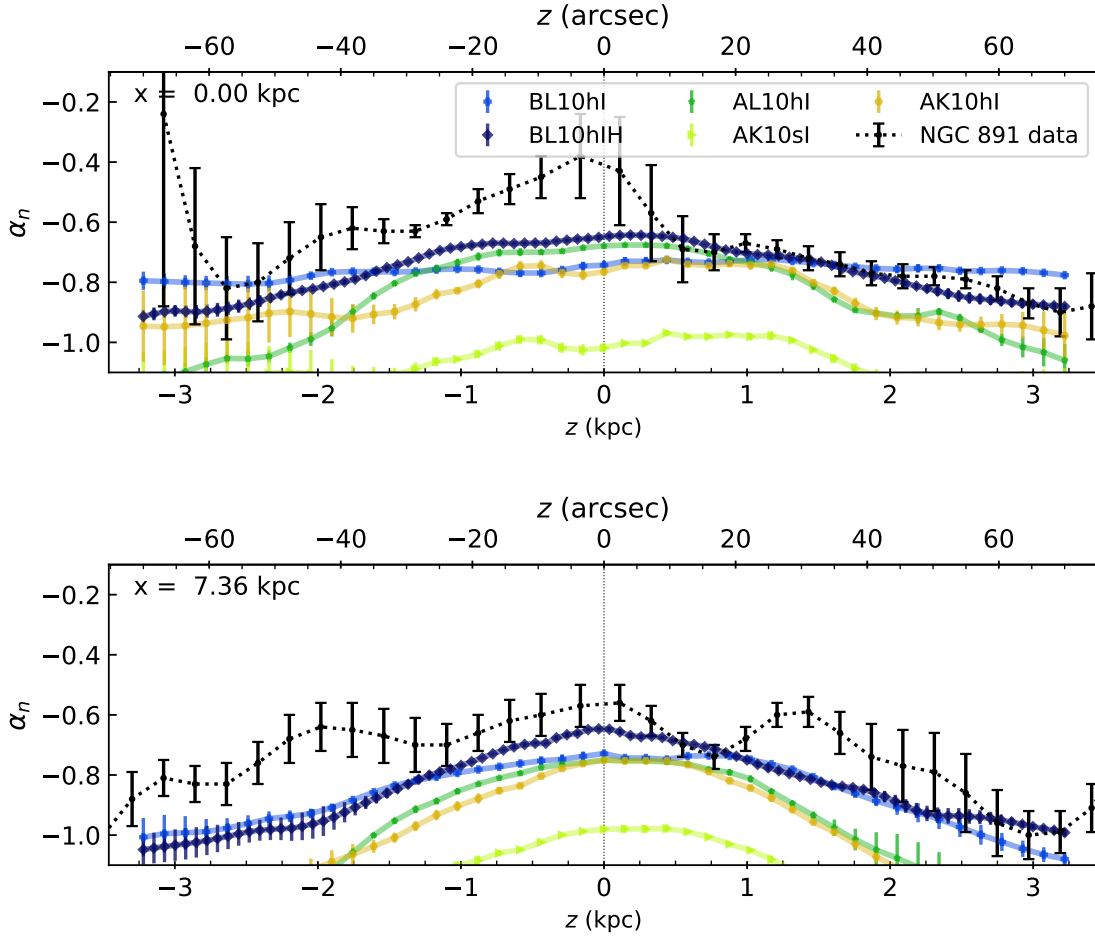 z (arcsec)
−60 −40 −20 0 20 40 60
x = 0.00 kpc
BL10hI AL10hI AK10hI
BL10hIH AK10sI NGC 891 data
−0.2
−0.4
−0.6
−0.8
−1.0
αn
−3 −2 −1 0 1 2 3
z (kpc)
z (arcsec)
−60 −40 −20 0 20 40 60
x = 7.36 kpc
−0.2
−0.4
−0.6
−0.8
−1.0
αn
−3 −2 −1 0 1 2 3
z (kpc)